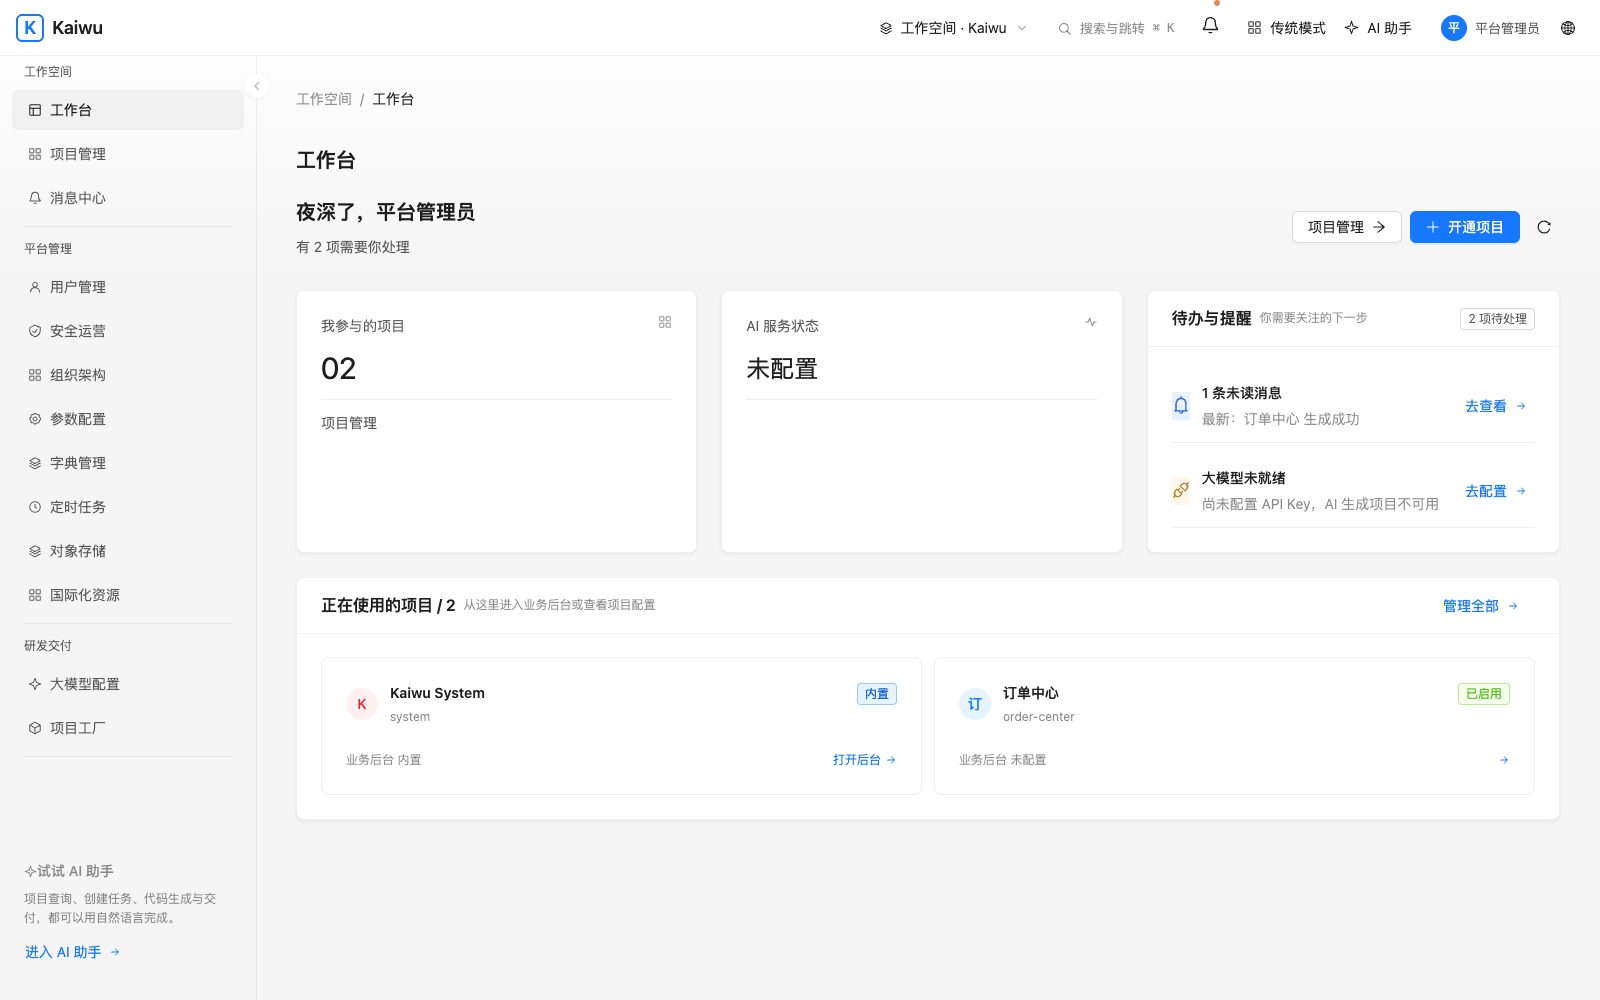 K Kaiwu
工作空间 · Kaiwu
搜索与跳转 ⌘ K
传统模式
AI 助手
平 平台管理员
工作空间
工作台
项目管理
消息中心
平台管理
用户管理
安全运营
组织架构
参数配置
字典管理
定时任务
对象存储
国际化资源
研发交付
大模型配置
项目工厂
试试 AI 助手
项目查询、创建任务、代码生成与交
付，都可以用自然语言完成。
进入 AI 助手 →
工作空间 / 工作台
工作台
夜深了，平台管理员
有 2 项需要你处理
项目管理 →
+ 开通项目
我参与的项目
02
项目管理
AI 服务状态
未配置
待办与提醒 你需要关注的下一步
2 项待处理
1 条未读消息
最新：订单中心 生成成功
去查看 →
大模型未就绪
尚未配置 API Key，AI 生成项目不可用
去配置 →
正在使用的项目 / 2 从这里进入业务后台或查看项目配置
管理全部 →
K
Kaiwu System
system
内置
业务后台 内置
打开后台 →
订
订单中心
order-center
已启用
业务后台 未配置
→